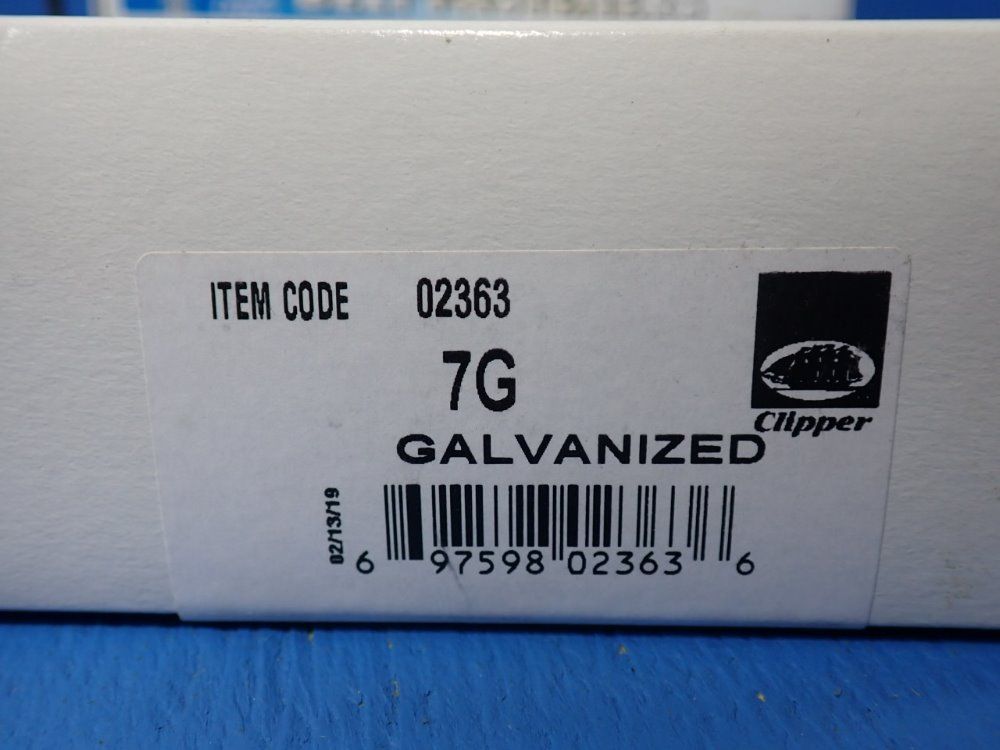 ITEM CODE 02363
7G
Clipper
GALVANIZED
02/13/19
6 97598 02363 6